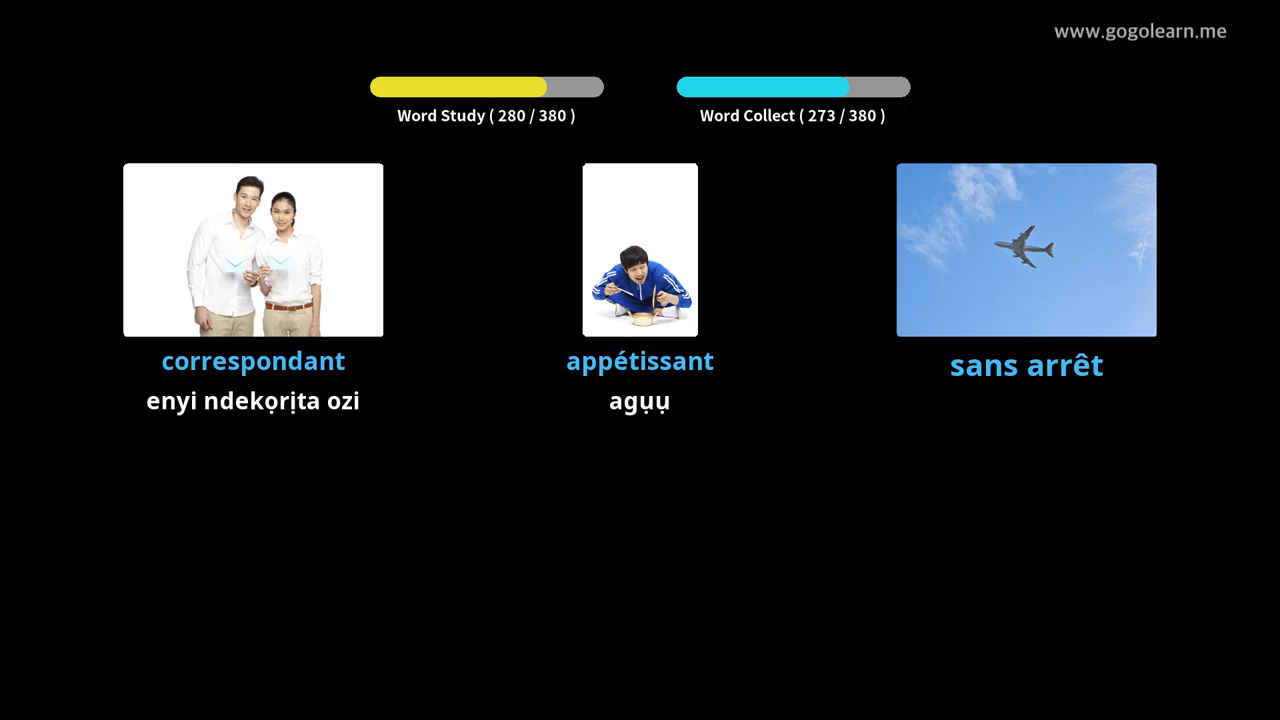 www.gogolearn.me
Word Study ( 280 / 380 )
Word Collect ( 273 / 380 )
correspondant
enyi ndekọrịta ozi
appétissant
agụụ
sans arrêt